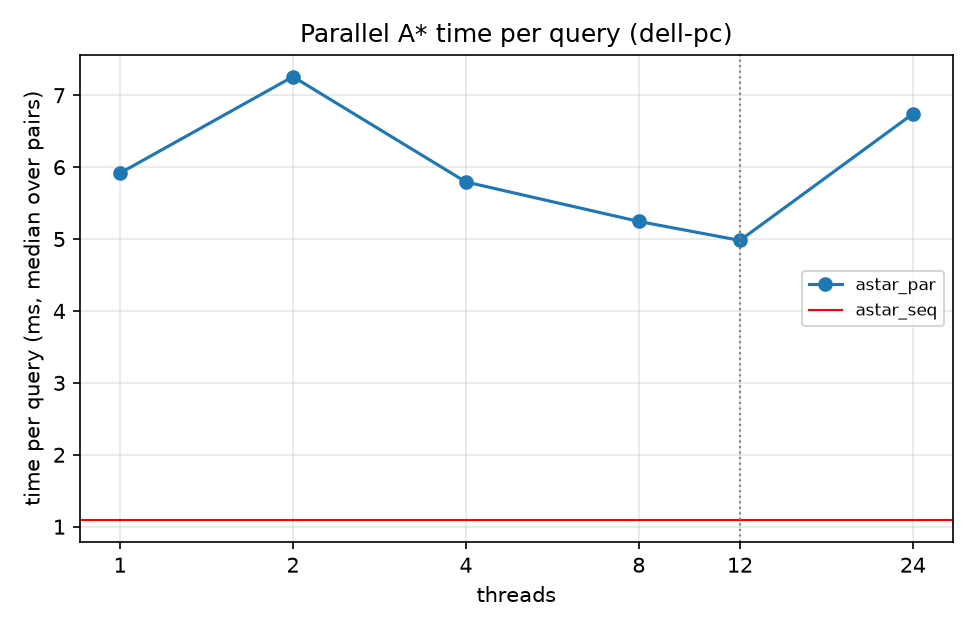 Parallel A* time per query (dell-pc)
time per query (ms, median over pairs)
7
6
5
4
3
2
1
astar_par
astar_seq
1 2 4 8 12 24
threads